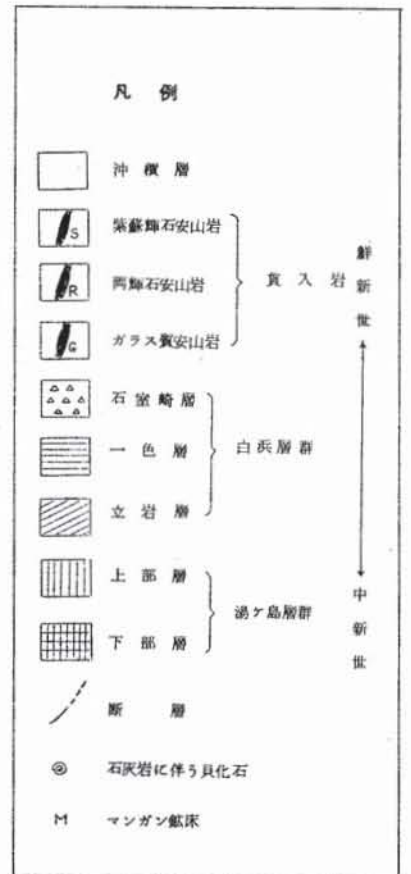 凡例
沖積層
S 紫蘇輝石安山岩
R 両輝石安山岩
G ガラス質安山岩
貫入岩
石室崎層
一色層
立岩層
白浜層群
上部層
下部層
湯ヶ島層群
鮮新世
中新世
断層
石灰岩に伴う貝化石
M マンガン鉱床